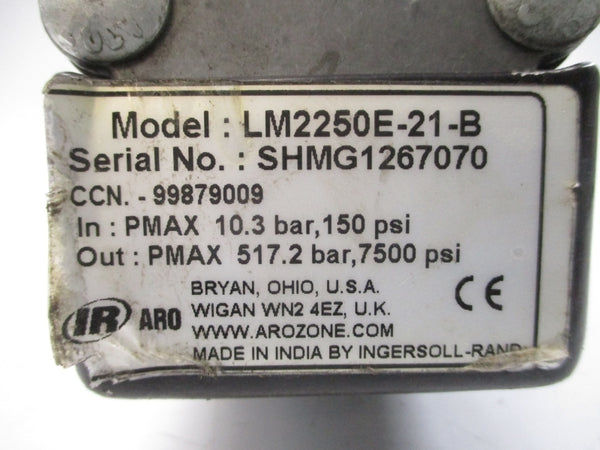 Model : LM2250E-21-B
Serial No. : SHMG1267070
CCN. - 99879009
In : PMAX 10.3 bar,150 psi
Out : PMAX 517.2 bar,7500 psi
IR ARO
BRYAN, OHIO, U.S.A.
WIGAN WN2 4EZ, U.K.
WWW.AROZONE.COM
MADE IN INDIA BY INGERSOLL-RAND
CE